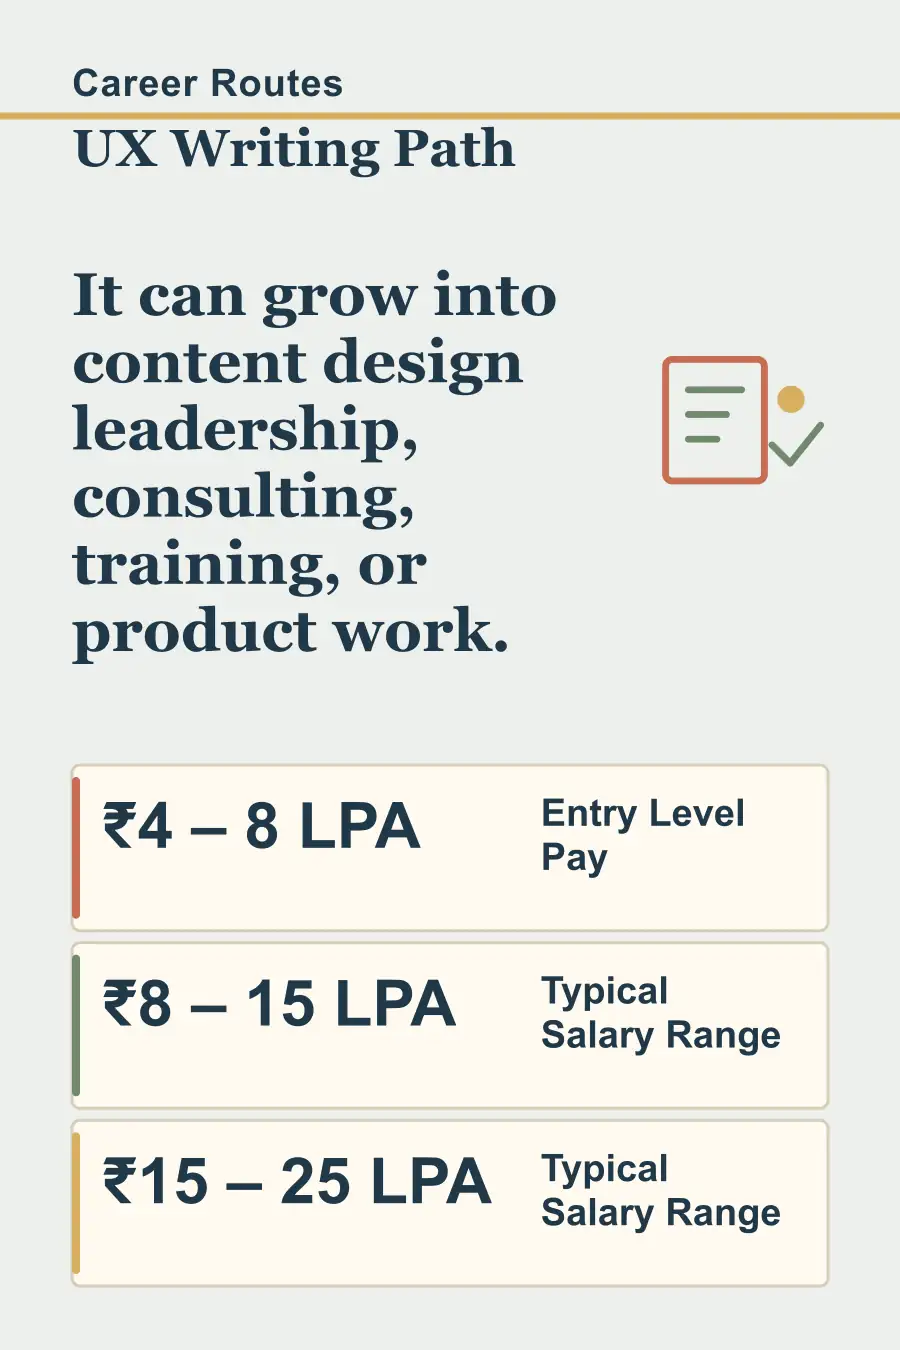 Career Routes
UX Writing Path
It can grow into
content design
leadership,
consulting,
training, or
product work.
₹4 – 8 LPA
Entry Level
Pay
₹8 – 15 LPA
Typical
Salary Range
₹15 – 25 LPA
Typical
Salary Range